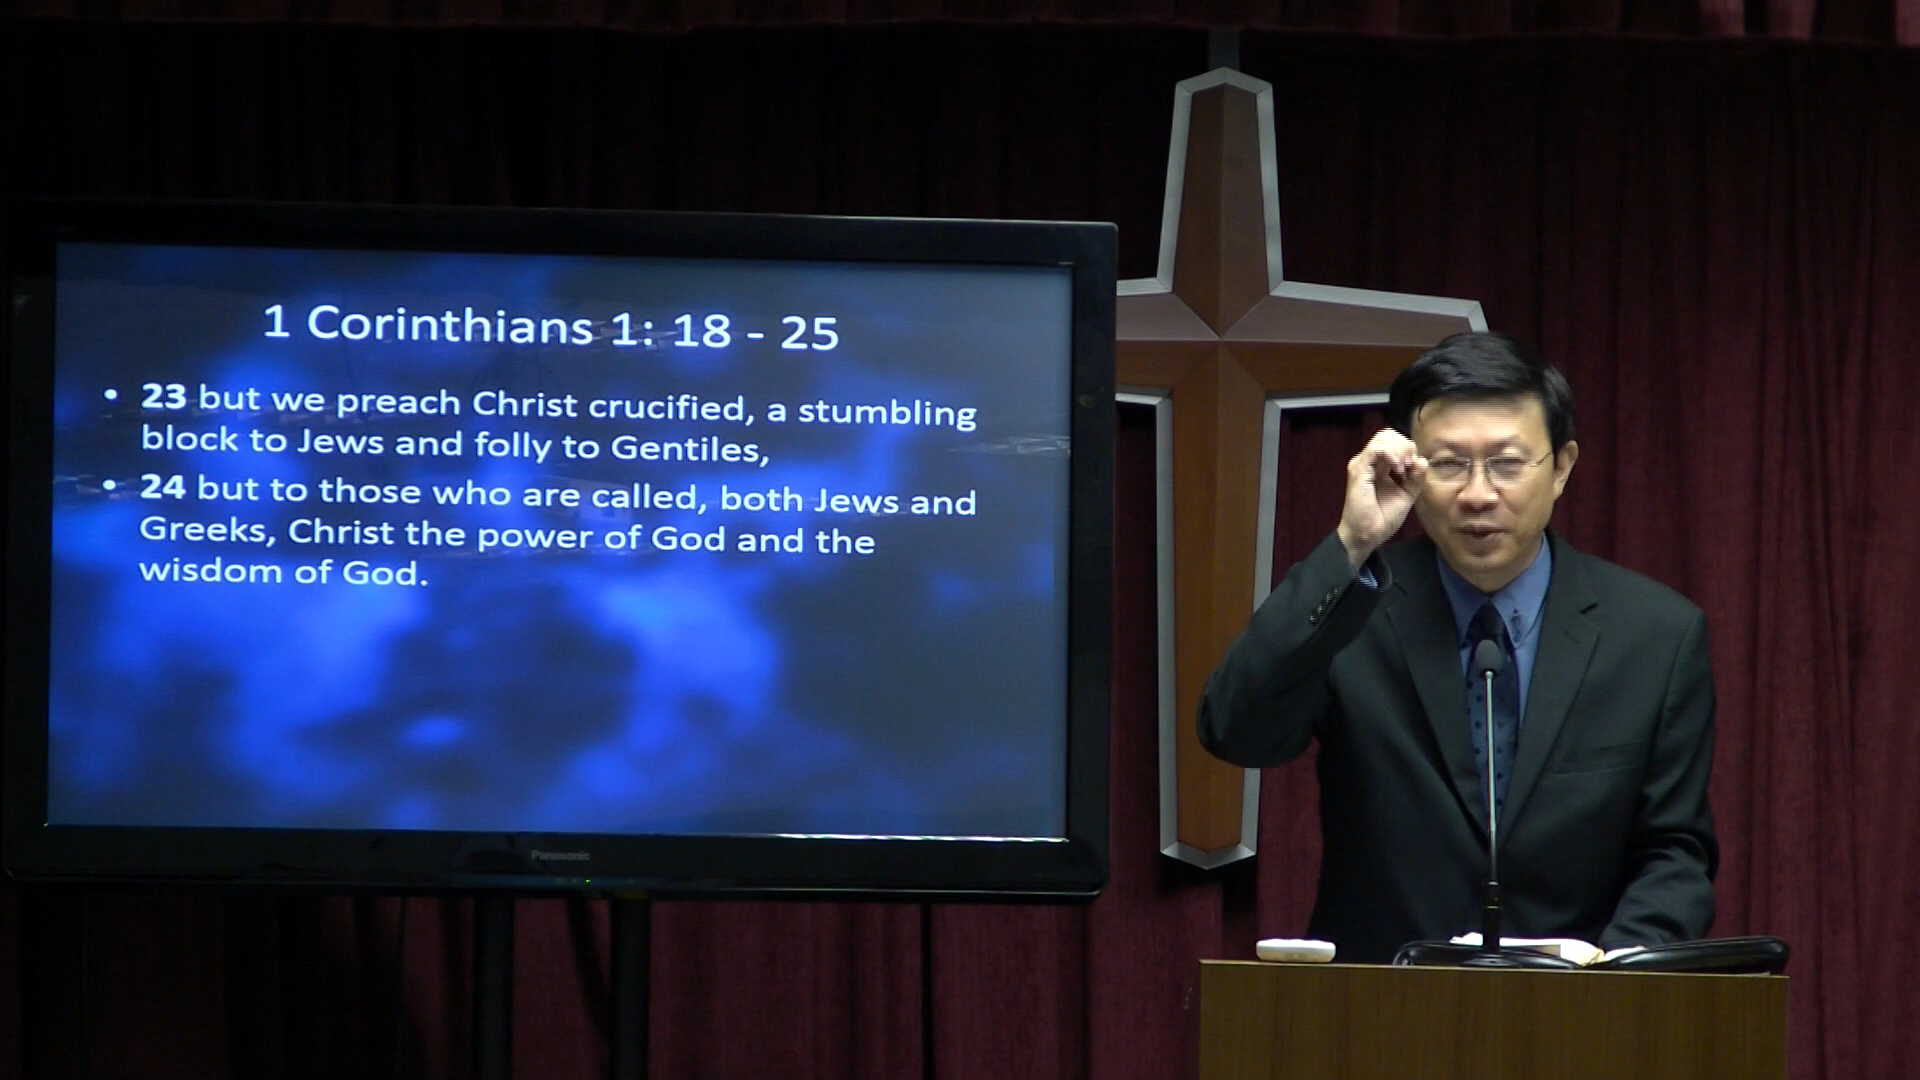 1 Corinthians 1: 18 - 25
• 23 but we preach Christ crucified, a stumbling
block to Jews and folly to Gentiles,
• 24 but to those who are called, both Jews and
Greeks, Christ the power of God and the
wisdom of God.
Panasonic